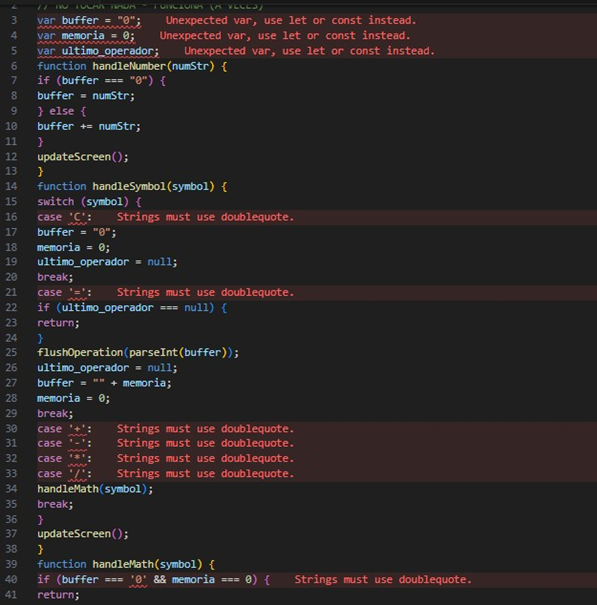 2 // NO TOCAR NADA - FUNCIONA (A VECES)
3 var buffer = "0"; Unexpected var, use let or const instead.
4 var memoria = 0; Unexpected var, use let or const instead.
5 var ultimo_operador; Unexpected var, use let or const instead.
6 function handleNumber(numStr) {
7 if (buffer === "0") {
8 buffer = numStr;
9 } else {
10 buffer += numStr;
11 }
12 updateScreen();
13 }
14 function handleSymbol(symbol) {
15 switch (symbol) {
16 case 'C': Strings must use doublequote.
17 buffer = "0";
18 memoria = 0;
19 ultimo_operador = null;
20 break;
21 case '=': Strings must use doublequote.
22 if (ultimo_operador === null) {
23 return;
24 }
25 flushOperation(parseInt(buffer));
26 ultimo_operador = null;
27 buffer = "" + memoria;
28 memoria = 0;
29 break;
30 case '+': Strings must use doublequote.
31 case '-': Strings must use doublequote.
32 case '*': Strings must use doublequote.
33 case '/': Strings must use doublequote.
34 handleMath(symbol);
35 break;
36 }
37 updateScreen();
38 }
39 function handleMath(symbol) {
40 if (buffer === '0' && memoria === 0) { Strings must use doublequote.
41 return;